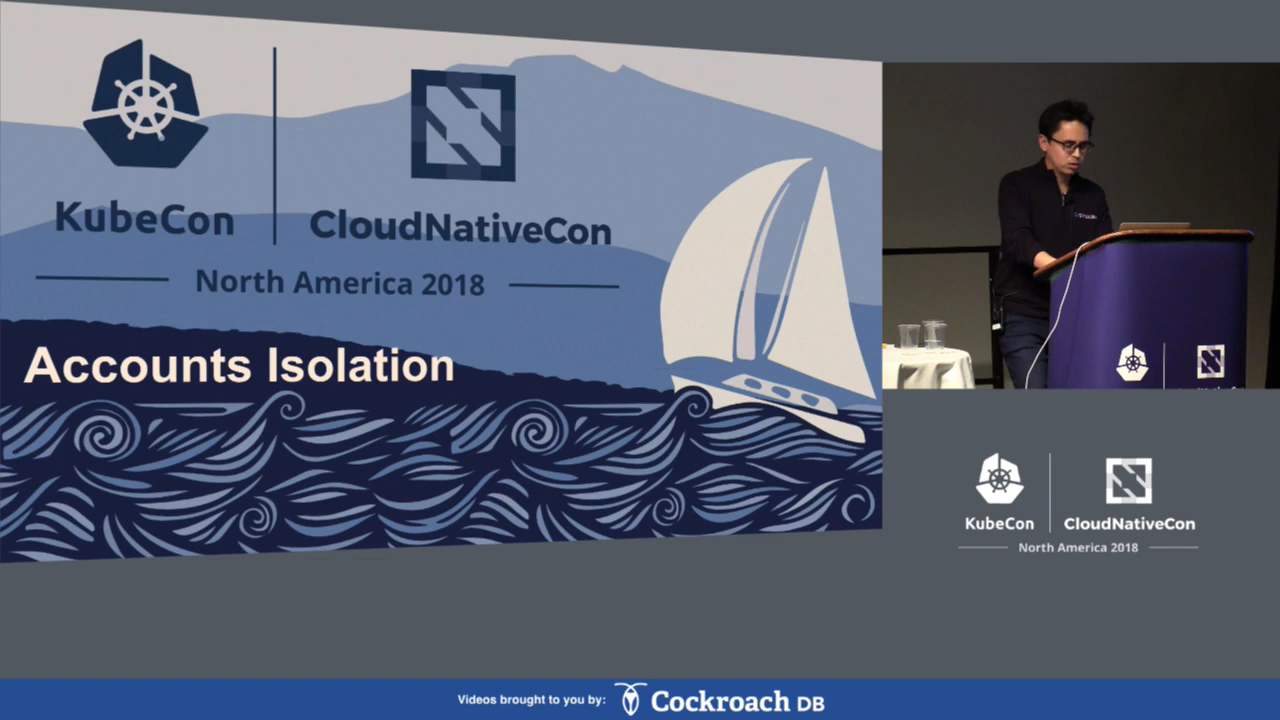 KubeCon
CloudNativeCon
North America 2018
Accounts Isolation
KubeCon
CloudNativeCon
North America 2018
Videos brought to you by:
Cockroach DB